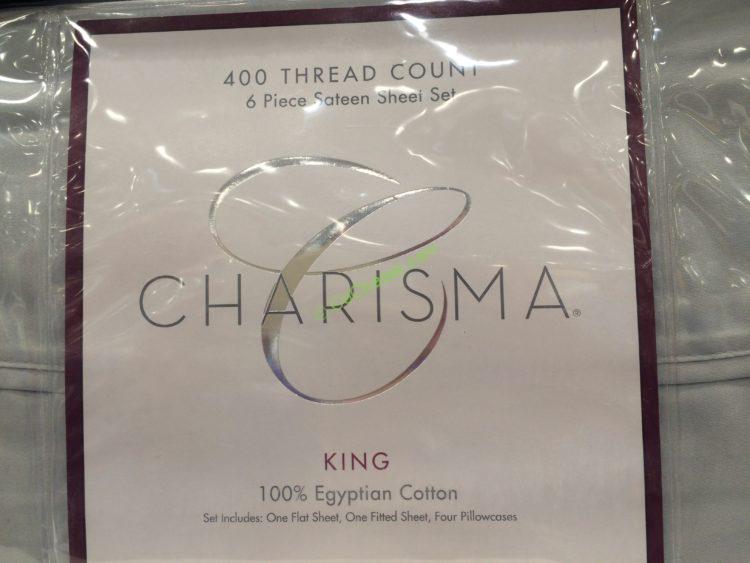 400 THREAD COUNT
6 Piece Sateen Sheet Set
CHARISMA®
KING
100% Egyptian Cotton
Set Includes: One Flat Sheet, One Fitted Sheet, Four Pillowcases